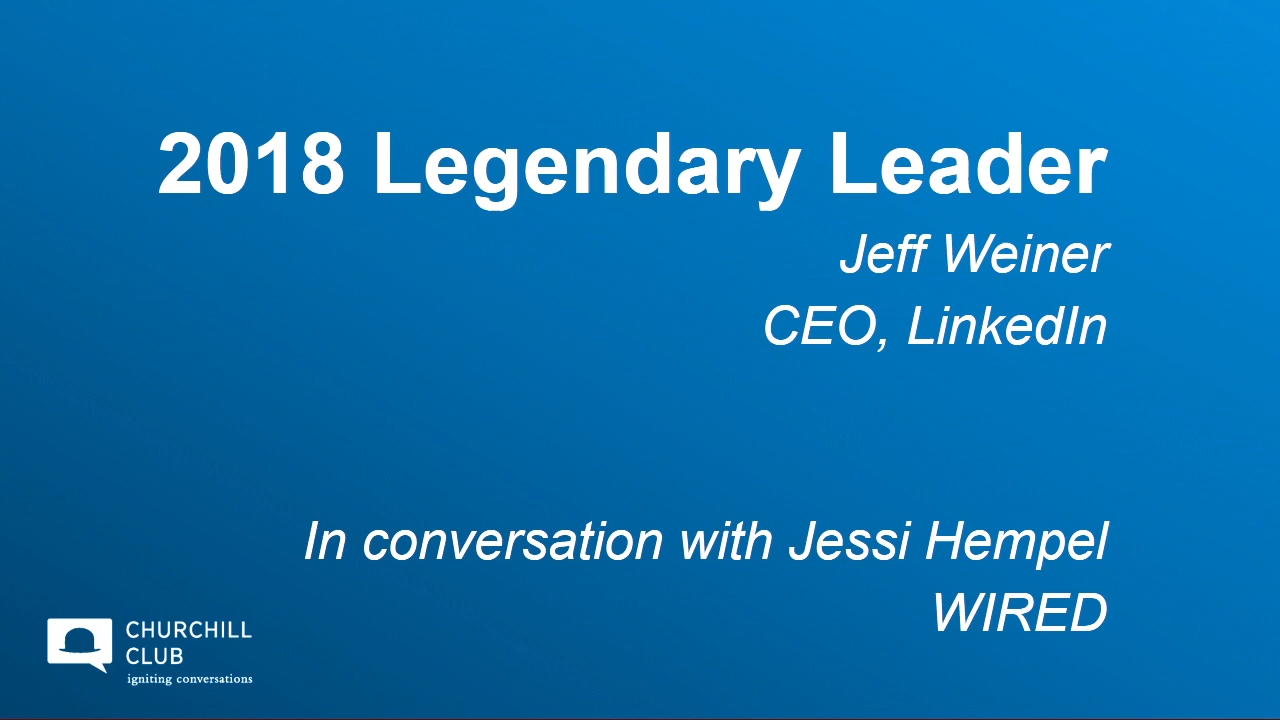 2018 Legendary Leader
Jeff Weiner
CEO, LinkedIn
In conversation with Jessi Hempel
WIRED
CHURCHILL
CLUB
igniting conversations